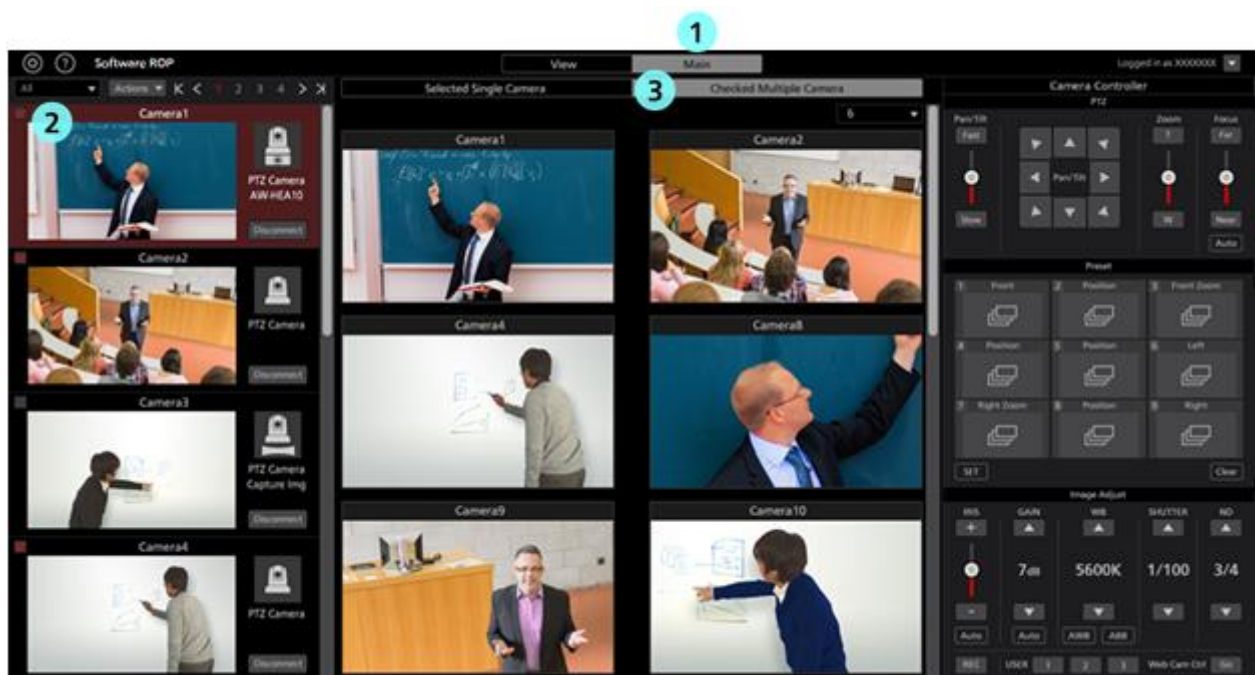 1
Software RDP
View
Main
Logged in as XXXXXXX
All
Actions
1 2 3 4
2
3
Selected Single Camera
Checked Multiple Camera
6
Camera1
PTZ Camera
AW-HEA10
Disconnect
Camera2
PTZ Camera
Disconnect
Camera3
PTZ Camera
Capture Img
Disconnect
Camera4
PTZ Camera
Disconnect
Camera1
Camera2
Camera4
Camera8
Camera9
Camera10
Camera Controller
PTZ
Pan/Tilt
Zoom
Focus
Fast
T
Far
Pan/Tilt
Slow
W
Near
Auto
Preset
1 Front
2 Position
3 Front Zoom
4 Position
5 Position
6 Left
7 Right Zoom
8 Position
9 Right
SET
Clear
Image Adjust
IRIS
GAIN
WB
SHUTTER
ND
7dB
5600K
1/100
3/4
Auto
Auto
AWB
ABB
REC
USER
1
2
3
Web Cam Ctrl
Go